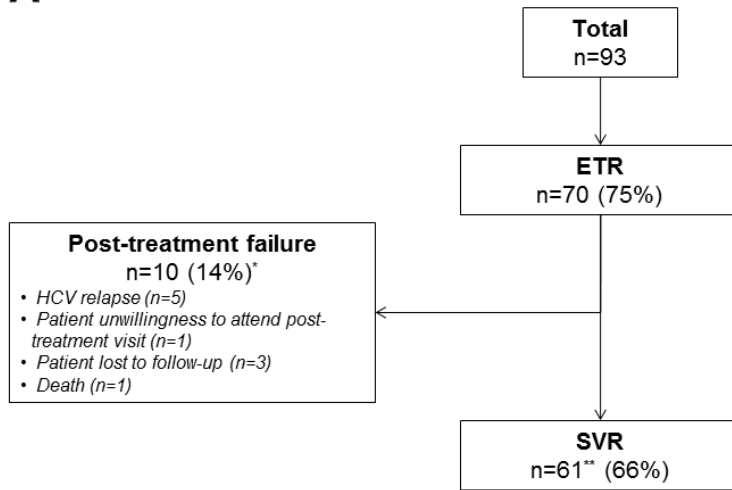 Total
n=93
ETR
n=70 (75%)
Post-treatment failure
n=10 (14%)*
• HCV relapse (n=5)
• Patient unwillingness to attend post-
treatment visit (n=1)
• Patient lost to follow-up (n=3)
• Death (n=1)
SVR
n=61** (66%)